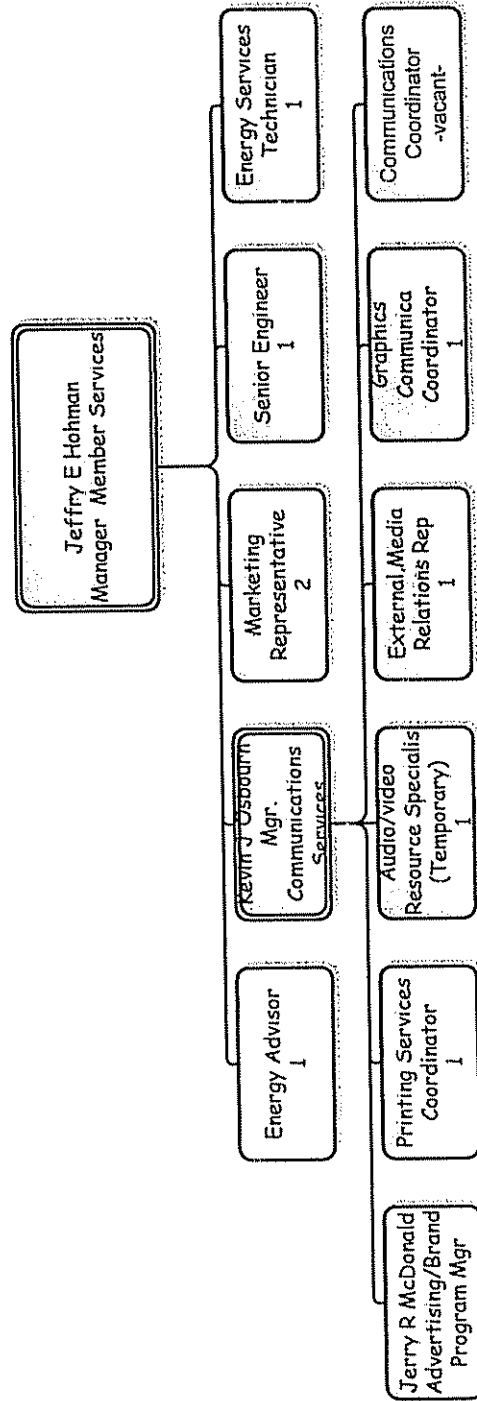 Jeffry E Hohman
Manager Member Services
Energy Advisor
1
Kevin J Osbourn
Mgr.
Communications
Services
Marketing
Representative
2
Senior Engineer
1
Energy Services
Technician
1
Jerry R McDonald
Advertising/Brand
Program Mgr
Printing Services
Coordinator
1
Audio/video
Resource Specialis
(Temporary)
1
External,Media
Relations Rep
1
Graphics
Communica
Coordinator
1
Communications
Coordinator
-vacant-